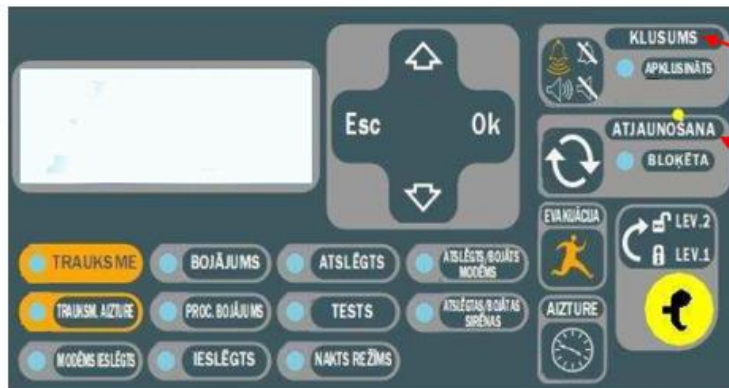 KLUSUMS
APKLUSINĀTS
Esc
Ok
ATJAUNOŠANA
BLOĶĒTA
EVAKUĀCIJA
LEV.2
LEV.1
TRAUKSME
BOJĀJUMS
ATSLĒGTS
ATSLĒGTS/BOJĀTS
MODĒMS
AIZTURE
TRAUKSM. AIZTURE
PROC. BOJĀJUMS
TESTS
ATSLĒGTAS/BOJĀTAS
SIRĒNAS
MODĒMS IESLĒGTS
IESLĒGTS
NAKTS REŽĪMS